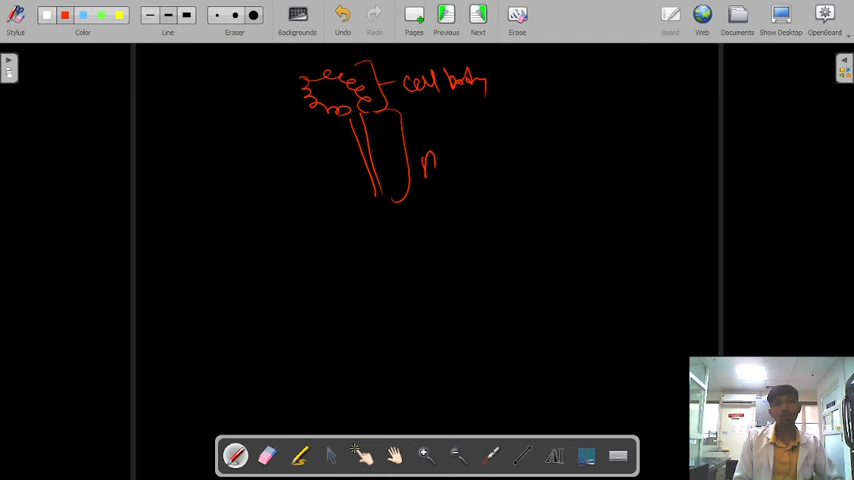 Stylus
Color
Line
Eraser
Backgrounds
Undo
Redo
Pages
Previous
Next
Erase
Board
Web
Documents
Show Desktop
OpenBoard
cell body
n